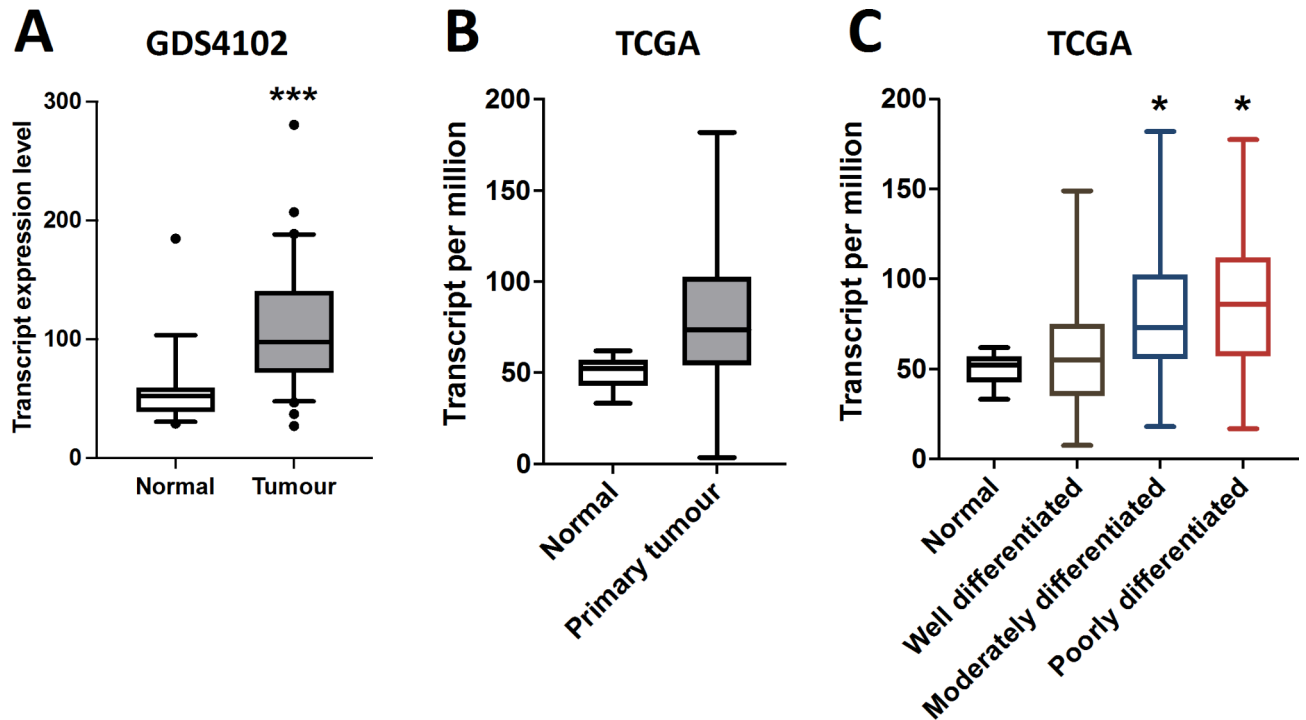 A
GDS4102
Transcript expression level
300
200
100
0
***
Normal
Tumour
B
TCGA
Transcript per million
200
150
100
50
0
Normal
Primary tumour
C
TCGA
Transcript per million
200
150
100
50
0
*
*
Normal
Well differentiated
Moderately differentiated
Poorly differentiated